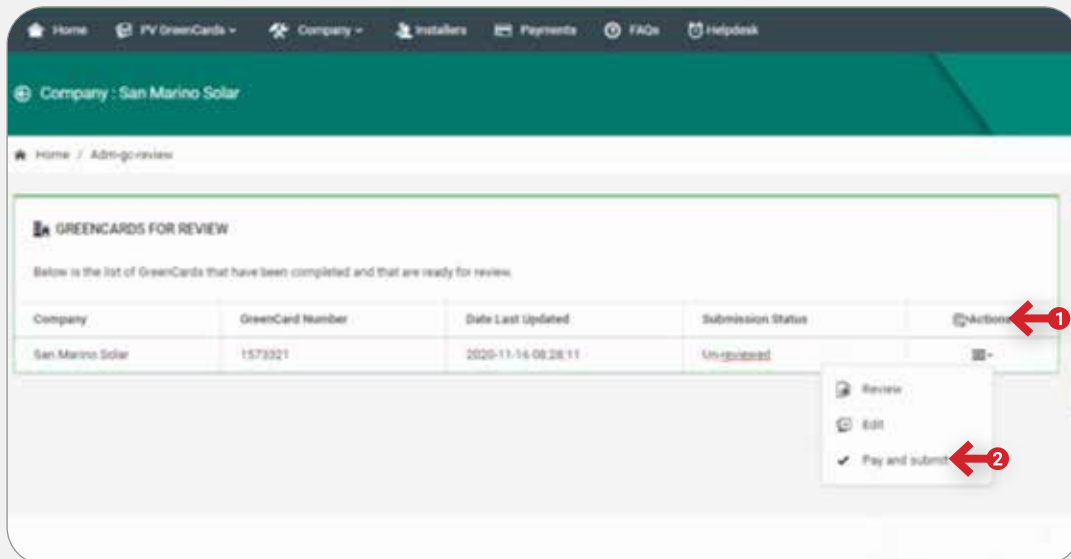 Home PV GreenCards Company Installers Payments FAQs Helpdesk
Company : San Marino Solar
Home / Adm-gc-review
GREENCARDS FOR REVIEW
Below is the list of GreenCards that have been completed and that are ready for review.
Company GreenCard Number Date Last Updated Submission Status Actions 1
San Marino Solar 1573321 2020-11-16 08:28:11 Un-reviewed
Review
Edit
Pay and submit 2